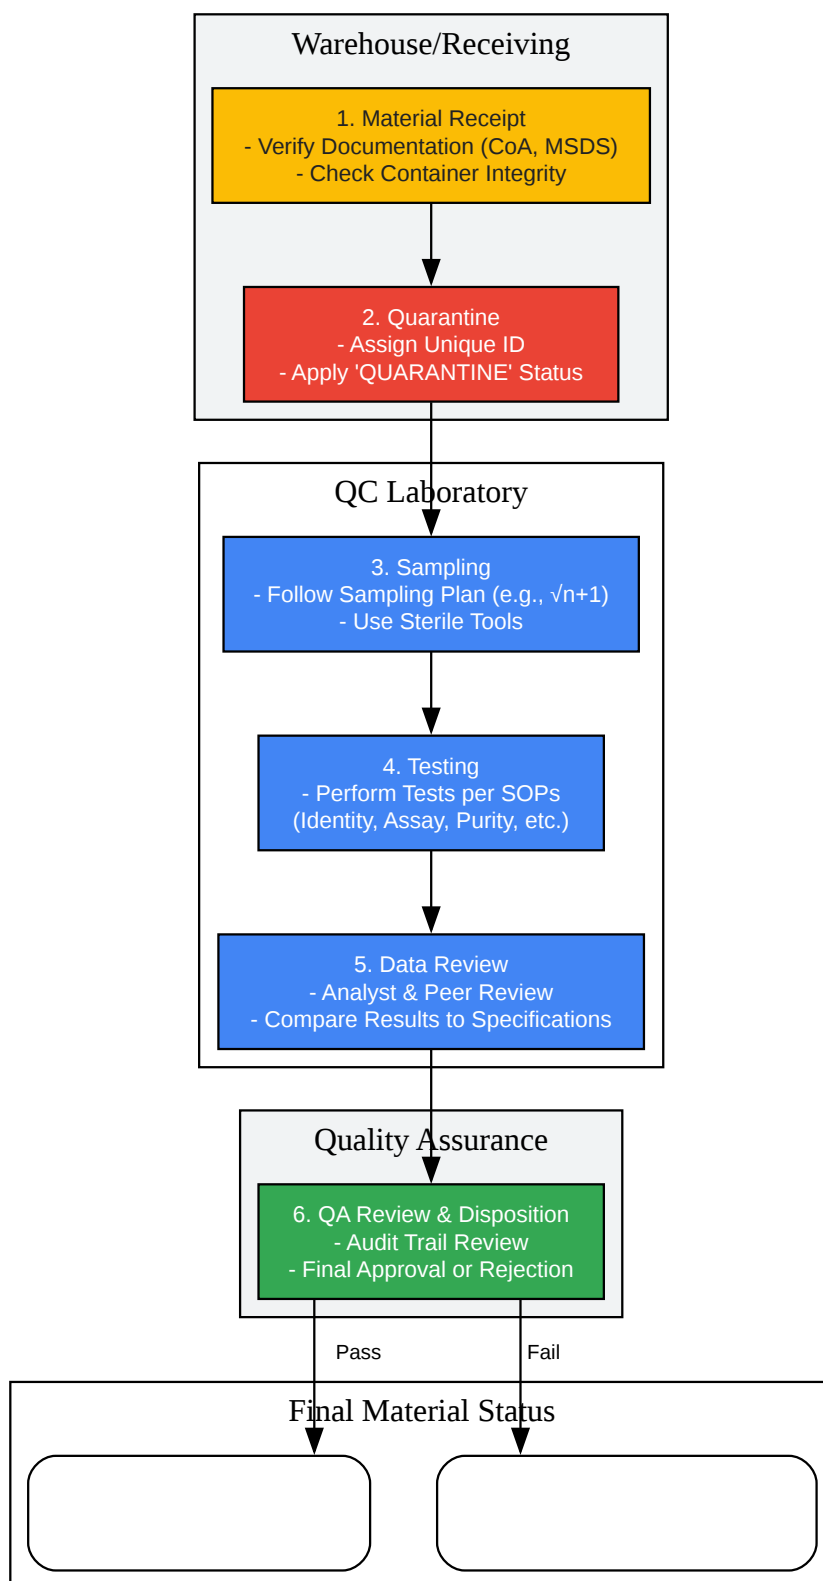 Warehouse/Receiving
1. Material Receipt
- Verify Documentation (CoA, MSDS)
- Check Container Integrity
2. Quarantine
- Assign Unique ID
- Apply 'QUARANTINE' Status
QC Laboratory
3. Sampling
- Follow Sampling Plan (e.g., √n+1)
- Use Sterile Tools
4. Testing
- Perform Tests per SOPs
(Identity, Assay, Purity, etc.)
5. Data Review
- Analyst & Peer Review
- Compare Results to Specifications
Quality Assurance
6. QA Review & Disposition
- Audit Trail Review
- Final Approval or Rejection
Pass
Fail
Final Material Status